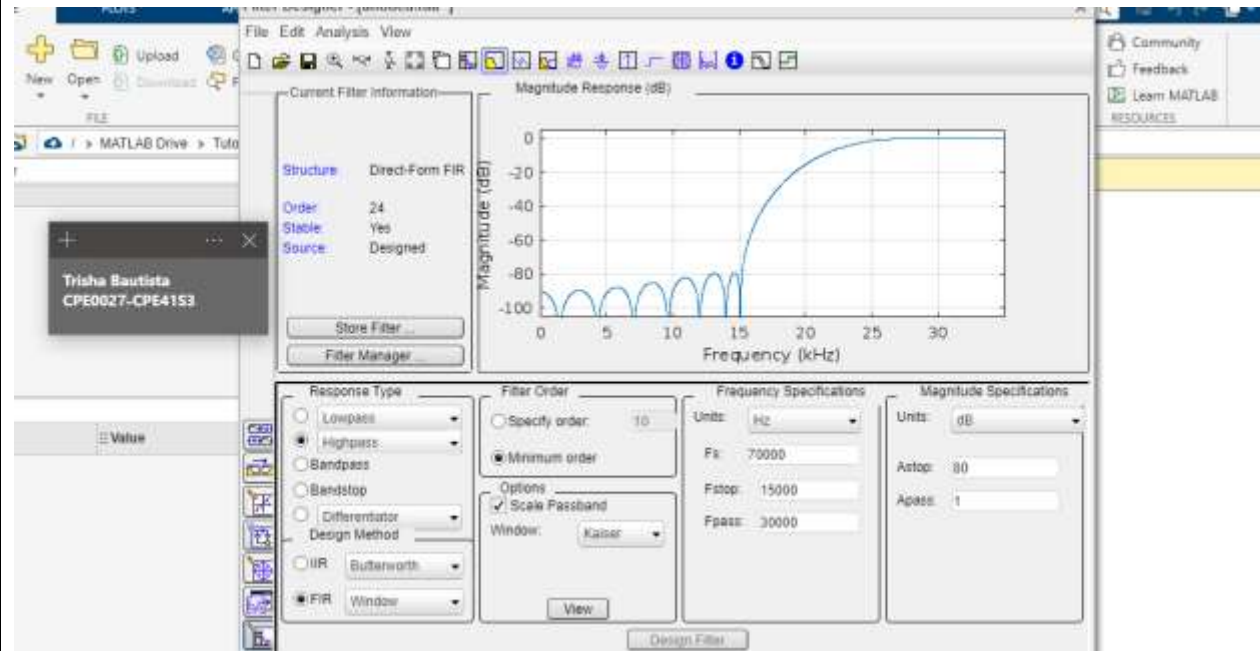 PLOTS
Filter Designer -
File Edit Analysis View
Upload
New Open Download
FILE
/ > MATLAB Drive > Tuto
Community
Feedback
Learn MATLAB
RESOURCES
+ ... ×
Trisha Bautista
CPE0027-CPE41S3
Value
Current Filter Information
Structure: Direct-Form FIR
Order: 24
Stable: Yes
Source: Designed
Store Filter ...
Filter Manager ...
Magnitude Response (dB)
Magnitude (dB)
0
-20
-40
-60
-80
-100
0 5 10 15 20 25 30
Frequency (kHz)
Response Type
Lowpass
Highpass
Bandpass
Bandstop
Differentiator
Design Method
IIR Butterworth
FIR Window
Filter Order
Specify order: 10
Minimum order
Options
Scale Passband
Window: Kaiser
View
Frequency Specifications
Units: Hz
Fs: 70000
Fstop: 15000
Fpass: 30000
Magnitude Specifications
Units: dB
Astop: 80
Apass: 1
Design Filter